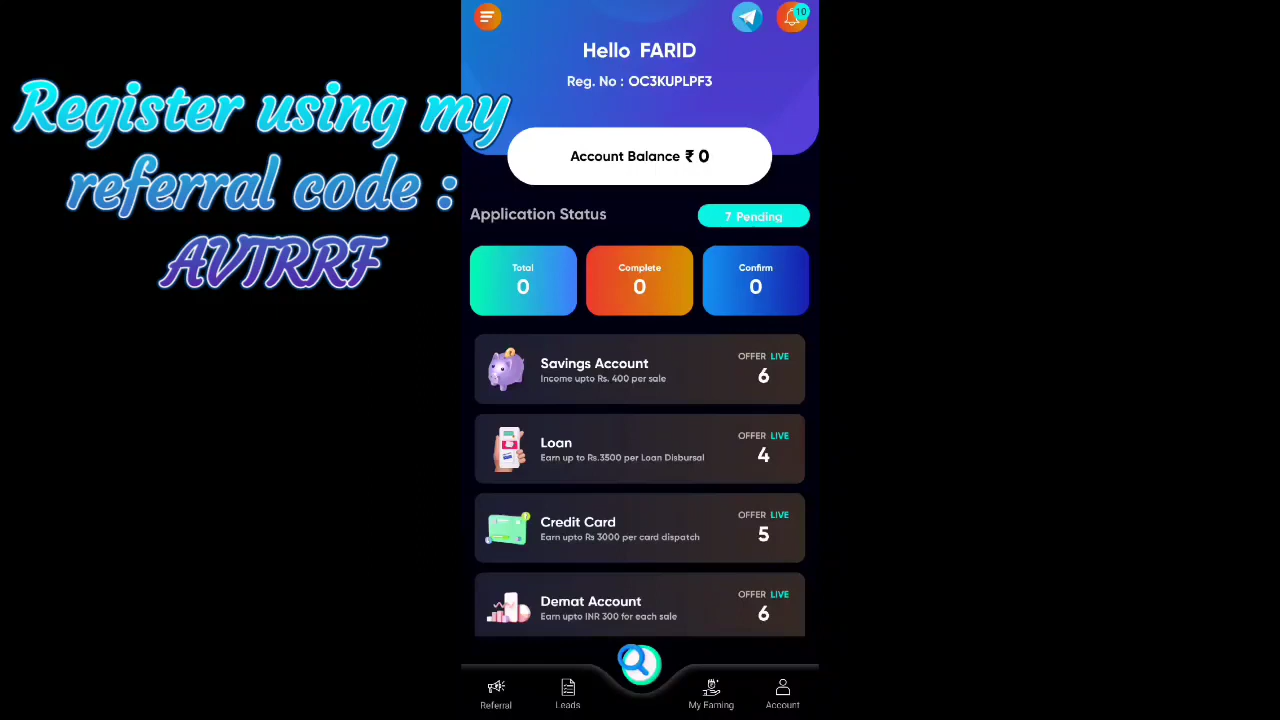 10
Hello FARID
Reg. No : OC3KUPLPF3
Register using my
referral code :
AVTRRF
Account Balance ₹ 0
Application Status
7 Pending
Total
0
Complete
0
Confirm
0
Savings Account
Income upto Rs. 400 per sale
OFFER LIVE
6
Loan
Earn up to Rs.3500 per Loan Disbursal
OFFER LIVE
4
Credit Card
Earn upto Rs 3000 per card dispatch
OFFER LIVE
5
Demat Account
Earn upto INR 300 for each sale
OFFER LIVE
6
Referral
Leads
My Earning
Account